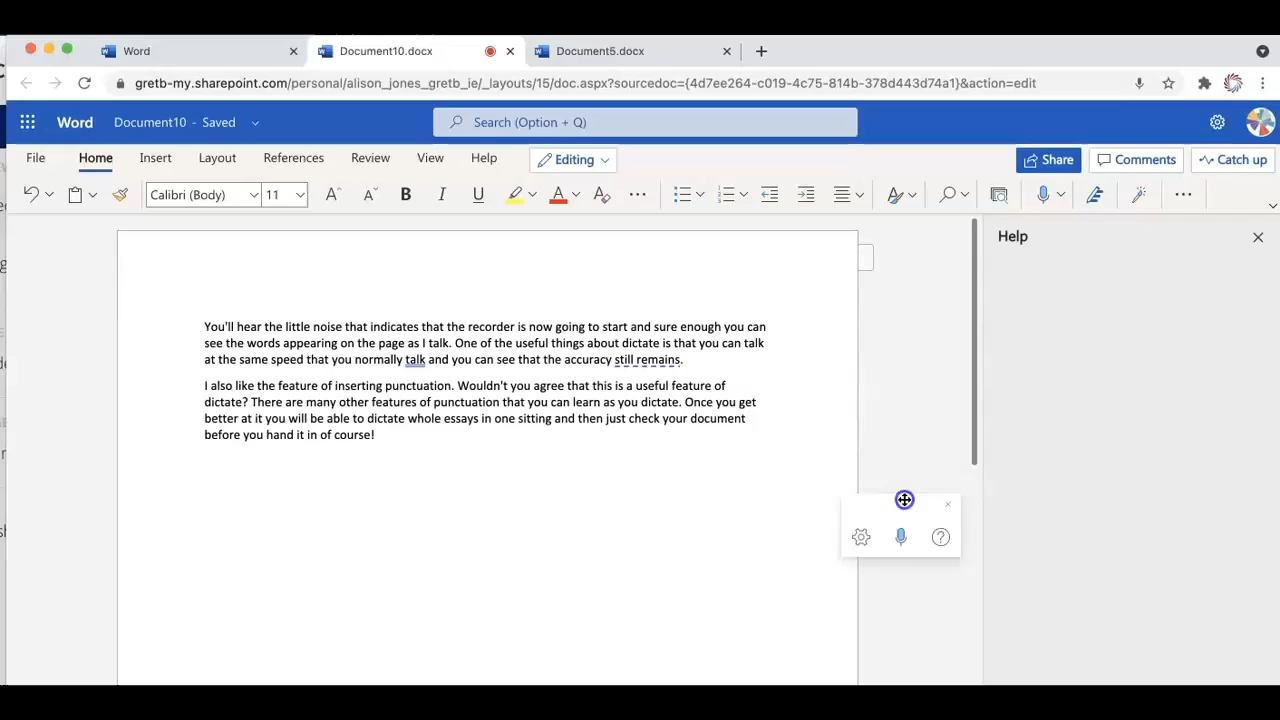 Word
Document10.docx
Document5.docx
gretb-my.sharepoint.com/personal/alison_jones_gretb_ie/_layouts/15/doc.aspx?sourcedoc={4d7ee264-c019-4c75-814b-378d443d74a1}&action=edit
Word Document10 - Saved
Search (Option + Q)
File Home Insert Layout References Review View Help Editing Share Comments Catch up
Calibri (Body) 11 A A B I U A A
Help
You'll hear the little noise that indicates that the recorder is now going to start and sure enough you can
see the words appearing on the page as I talk. One of the useful things about dictate is that you can talk
at the same speed that you normally talk and you can see that the accuracy still remains.
I also like the feature of inserting punctuation. Wouldn't you agree that this is a useful feature of
dictate? There are many other features of punctuation that you can learn as you dictate. Once you get
better at it you will be able to dictate whole essays in one sitting and then just check your document
before you hand it in of course!